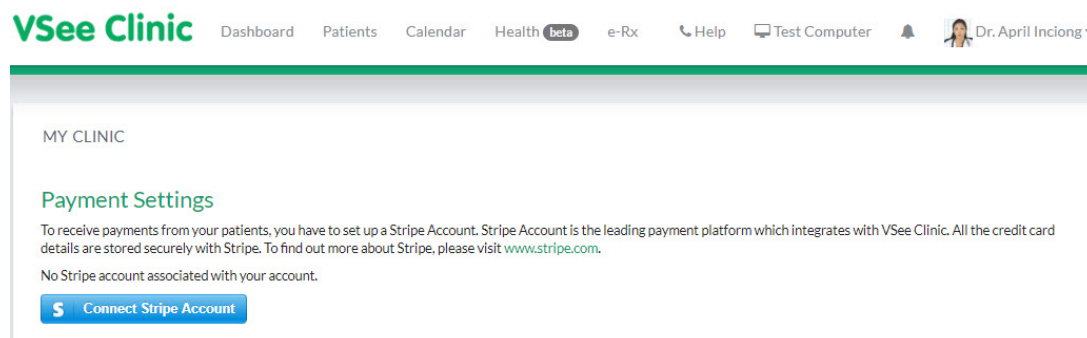 VSee Clinic Dashboard Patients Calendar Health beta e-Rx Help Test Computer Dr. April Inciong
MY CLINIC
Payment Settings
To receive payments from your patients, you have to set up a Stripe Account. Stripe Account is the leading payment platform which integrates with VSee Clinic. All the credit card
details are stored securely with Stripe. To find out more about Stripe, please visit www.stripe.com.
No Stripe account associated with your account.
S Connect Stripe Account